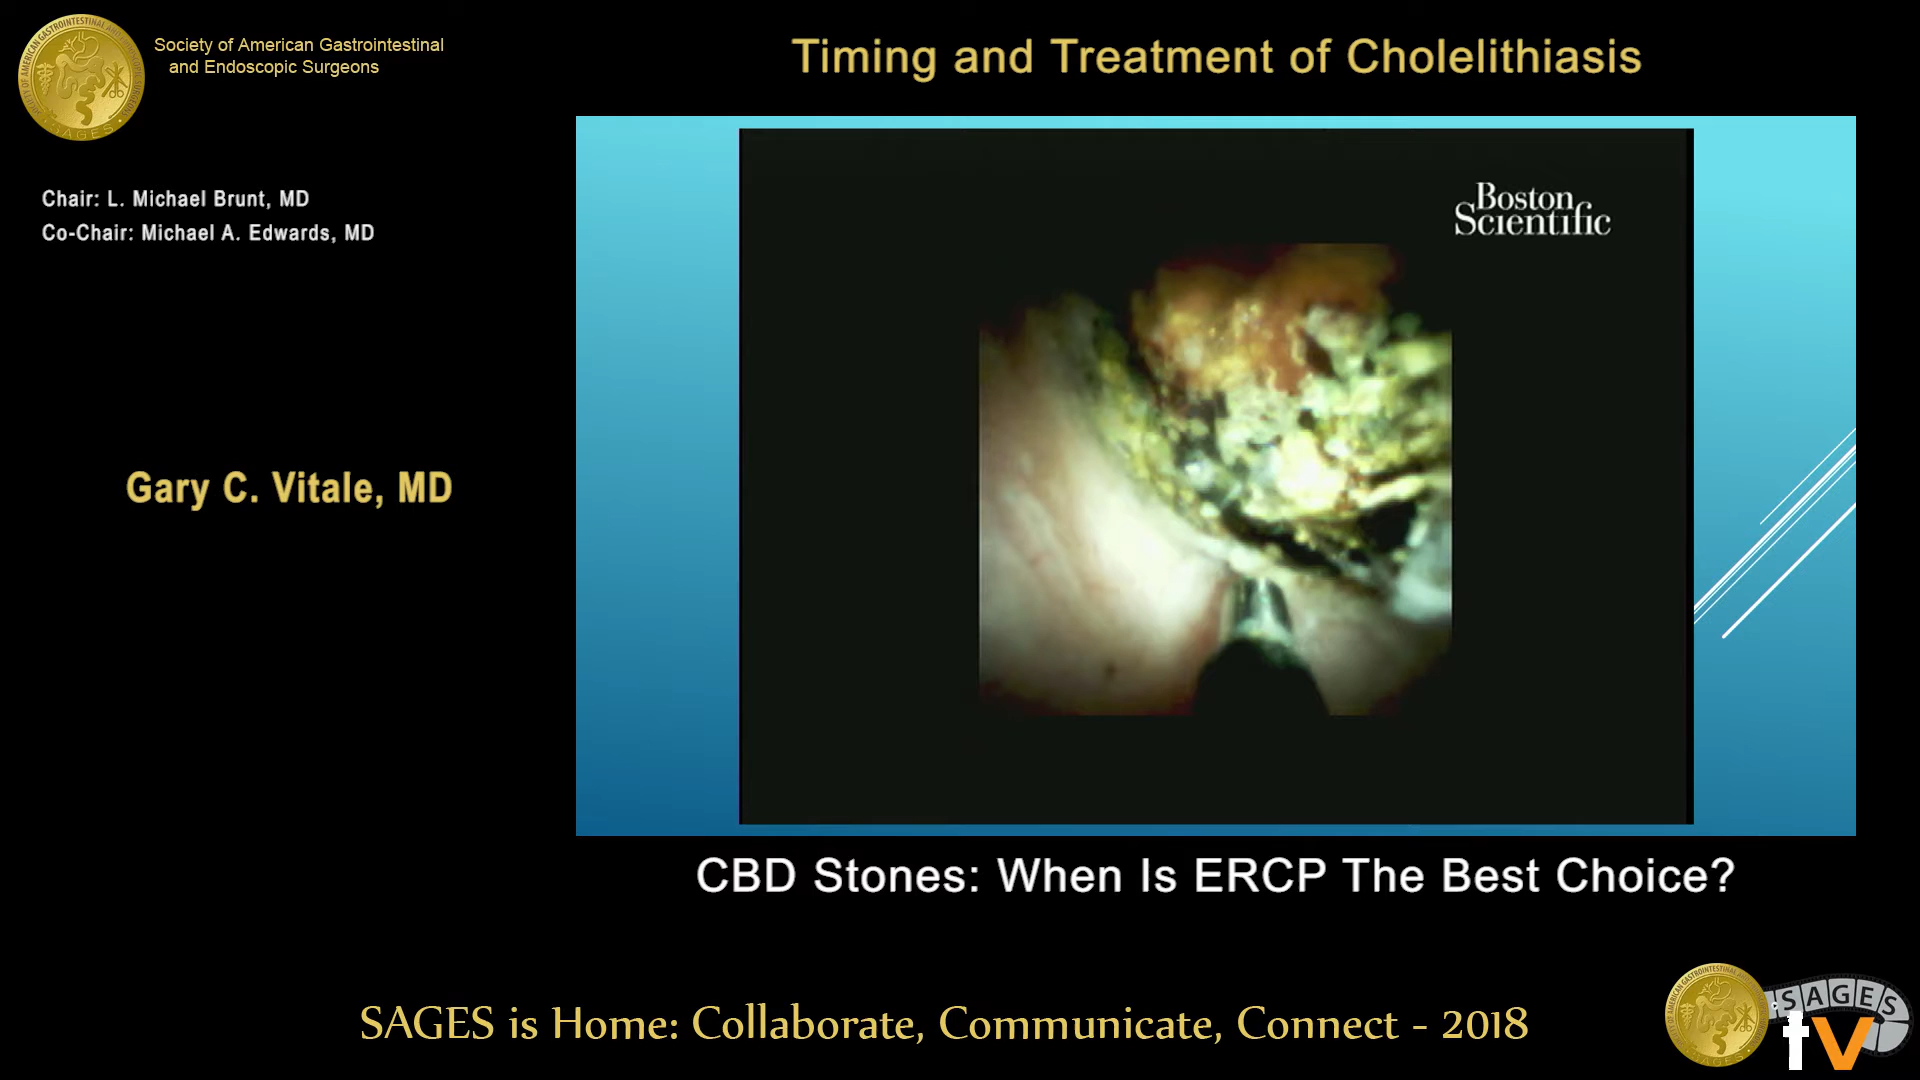 Society of American Gastrointestinal
and Endoscopic Surgeons
Timing and Treatment of Cholelithiasis
Chair: L. Michael Brunt, MD
Co-Chair: Michael A. Edwards, MD
Boston
Scientific
Gary C. Vitale, MD
CBD Stones: When Is ERCP The Best Choice?
SAGES is Home: Collaborate, Communicate, Connect - 2018
SAGES
tv